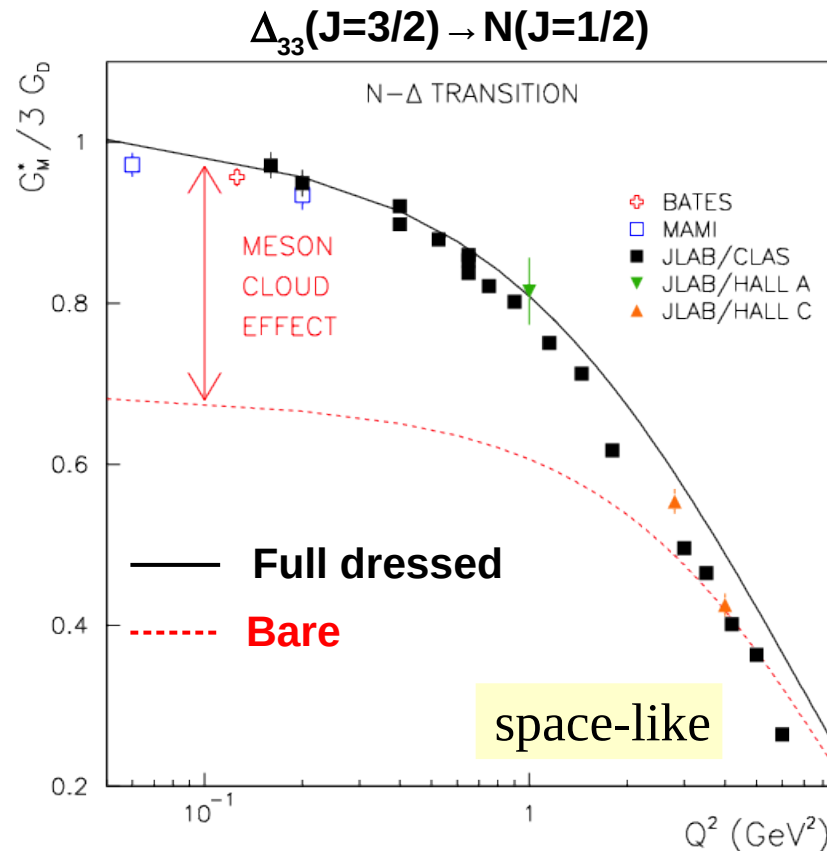 Δ₃₃(J=3/2)→N(J=1/2)
G*M / 3 GD
N–Δ TRANSITION
1
0.8
0.6
0.4
0.2
BATES
MAMI
JLAB/CLAS
JLAB/HALL A
JLAB/HALL C
MESON
CLOUD
EFFECT
Full dressed
Bare
space-like
10⁻¹
1
Q² (GeV²)